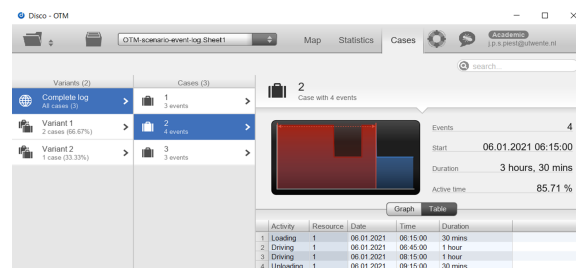 Disco - OTM
OTM-scenario-event-log Sheet1
Map
Statistics
Cases
Academic
j.p.s.piest@utwente.nl
search...
Variants (2)
Complete log
All cases (3)
Variant 1
2 cases (66.67%)
Variant 2
1 case (33.33%)
Cases (3)
1
3 events
2
4 events
3
3 events
2
Case with 4 events
Events 4
Start 06.01.2021 06:15:00
Duration 3 hours, 30 mins
Active time 85.71 %
Graph Table
Activity Resource Date Time Duration
1 Loading 1 06.01.2021 06:15:00 30 mins
2 Driving 1 06.01.2021 06:45:00 1 hour
3 Driving 1 06.01.2021 08:15:00 1 hour
4 Unloading 1 06.01.2021 09:15:00 30 mins